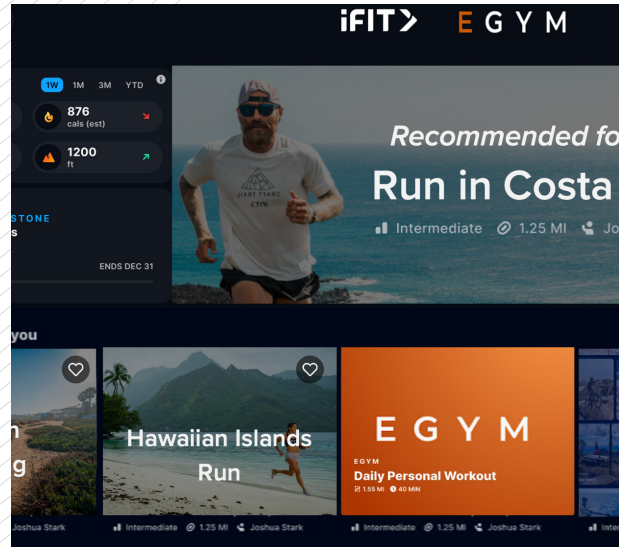 iFIT EGYM
1W 1M 3M YTD
876
cals (est)
1200
ft
STONE
s
ENDS DEC 31
Recommended fo
Run in Costa
Intermediate 1.25 MI Jo
you
n
g
Hawaiian Islands
Run
EGYM
EGYM
Daily Personal Workout
1.55 MI 40 MIN
Joshua Stark
Intermediate 1.25 MI Joshua Stark
Intermediate 1.25 MI Joshua Stark
Inter